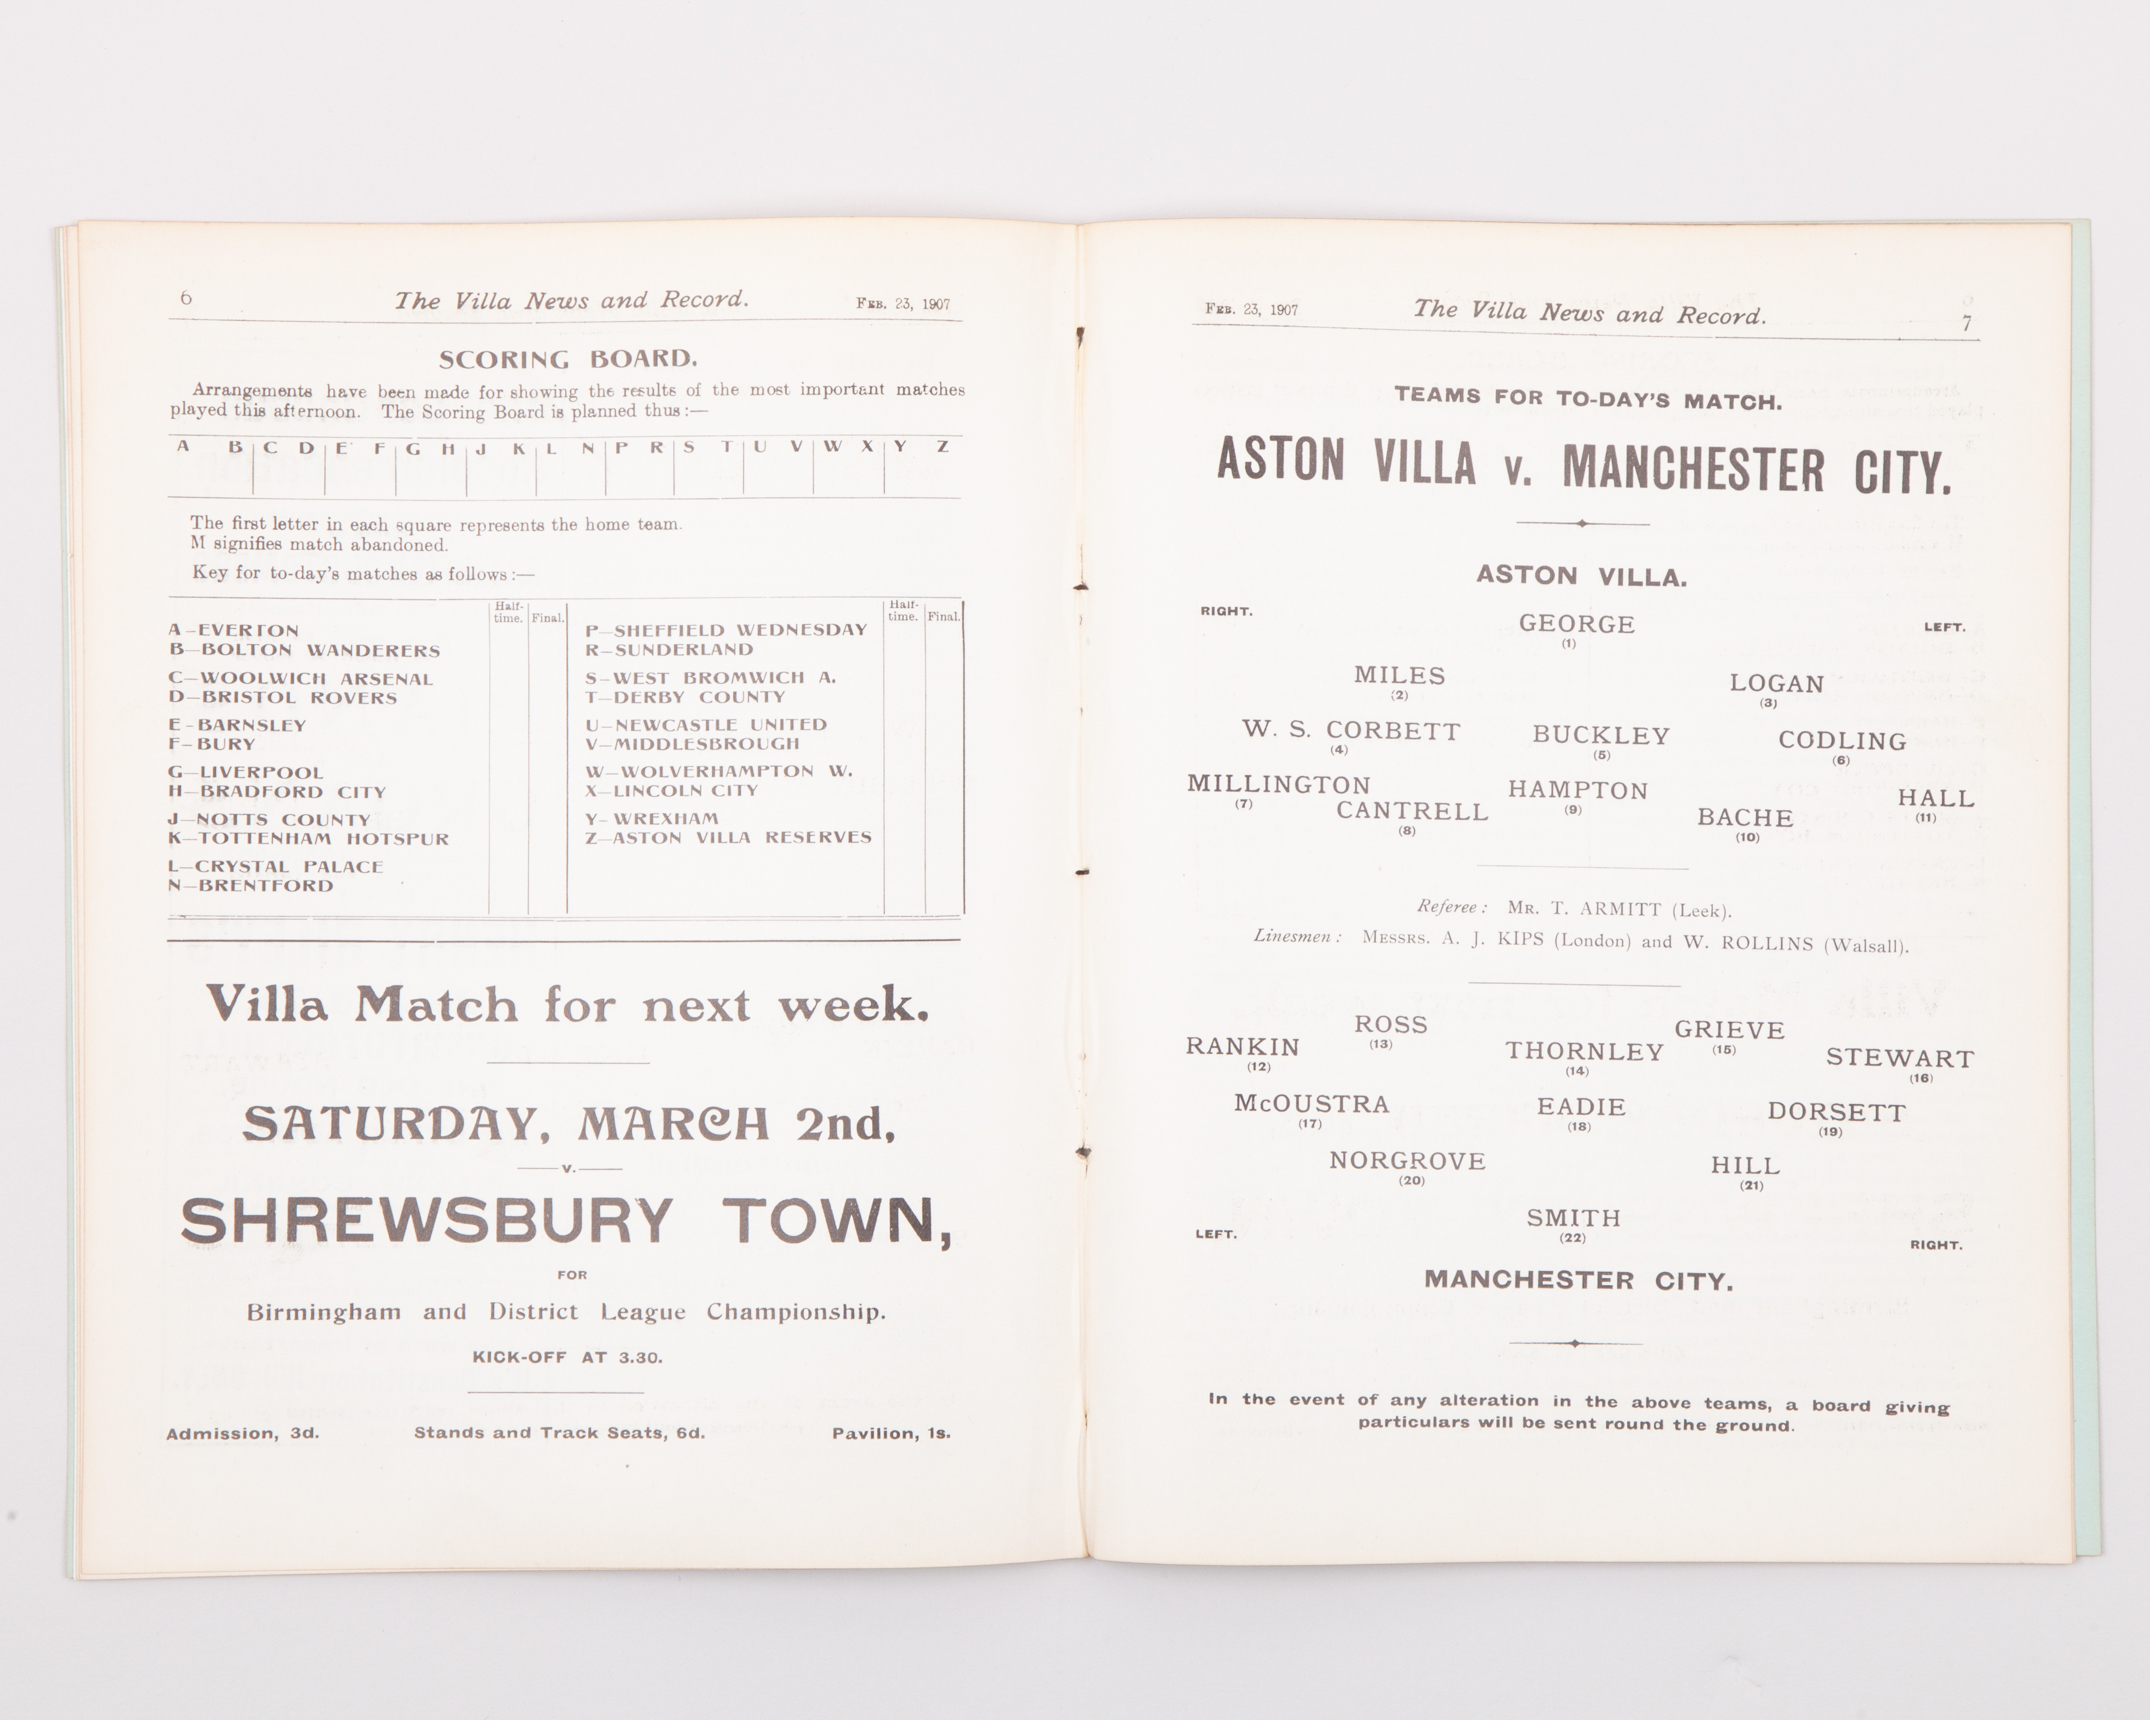 6 The Villa News and Record. FEB. 23, 1907
SCORING BOARD.
Arrangements have been made for showing the results of the most important matches
played this afternoon. The Scoring Board is planned thus :—
A B C D E F G H J K L N P R S T U V W X Y Z
The first letter in each square represents the home team.
M signifies match abandoned.
Key for to-day's matches as follows :—
Half-time. Final. Half-time. Final.
A—EVERTON
B—BOLTON WANDERERS
C—WOOLWICH ARSENAL
D—BRISTOL ROVERS
E—BARNSLEY
F—BURY
G—LIVERPOOL
H—BRADFORD CITY
J—NOTTS COUNTY
K—TOTTENHAM HOTSPUR
L—CRYSTAL PALACE
N—BRENTFORD
P—SHEFFIELD WEDNESDAY
R—SUNDERLAND
S—WEST BROMWICH A.
T—DERBY COUNTY
U—NEWCASTLE UNITED
V—MIDDLESBROUGH
W—WOLVERHAMPTON W.
X—LINCOLN CITY
Y—WREXHAM
Z—ASTON VILLA RESERVES
Villa Match for next week.
SATURDAY, MARCH 2nd,
v.
SHREWSBURY TOWN,
FOR
Birmingham and District League Championship.
KICK-OFF AT 3.30.
Admission, 3d. Stands and Track Seats, 6d. Pavilion, 1s.
FEB. 23, 1907 The Villa News and Record. 7
TEAMS FOR TO-DAY'S MATCH.
ASTON VILLA v. MANCHESTER CITY.
ASTON VILLA.
RIGHT. GEORGE LEFT.
(1)
MILES LOGAN
(2) (3)
W. S. CORBETT BUCKLEY CODLING
(4) (5) (6)
MILLINGTON HAMPTON HALL
(7) (9) (11)
CANTRELL BACHE
(8) (10)
Referee : MR. T. ARMITT (Leek).
Linesmen : MESSRS. A. J. KIPS (London) and W. ROLLINS (Walsall).
ROSS GRIEVE
(13) (15)
RANKIN THORNLEY STEWART
(12) (14) (16)
McOUSTRA EADIE DORSETT
(17) (18) (19)
NORGROVE HILL
(20) (21)
SMITH
(22)
LEFT. RIGHT.
MANCHESTER CITY.
In the event of any alteration in the above teams, a board giving
particulars will be sent round the ground.